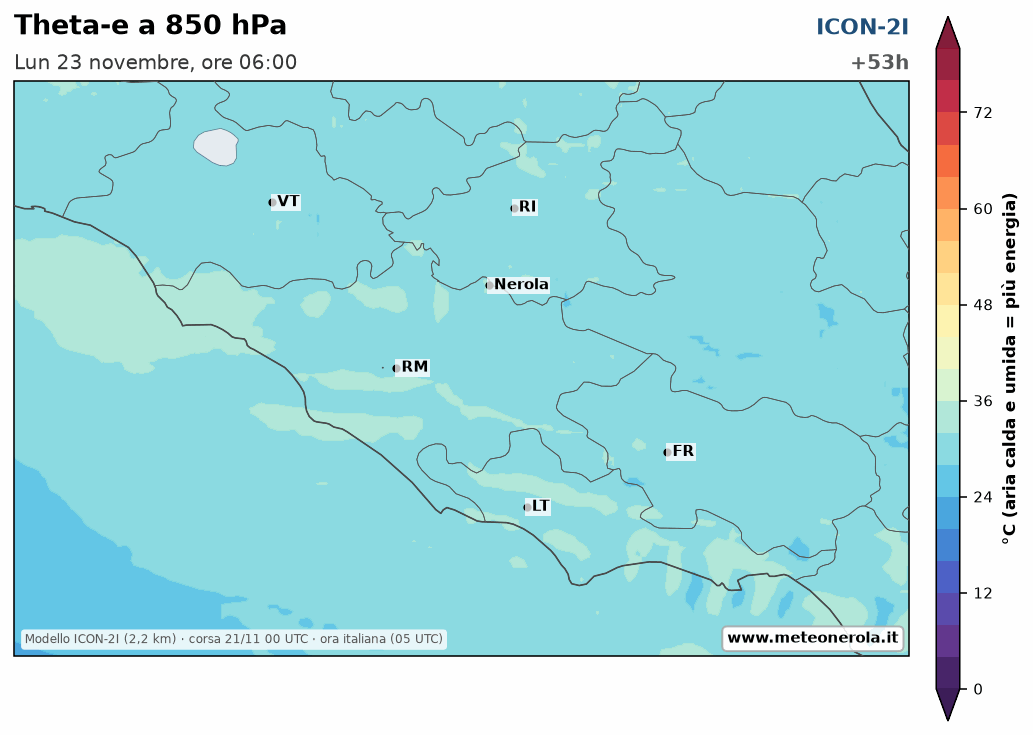 Theta-e a 850 hPa
ICON-2I
Lun 23 novembre, ore 06:00
+53h
VT
RI
Nerola
RM
FR
LT
Modello ICON-2I (2,2 km) · corsa 21/11 00 UTC · ora italiana (05 UTC)
www.meteonerola.it
72
60
48
36
24
12
0
°C (aria calda e umida = più energia)